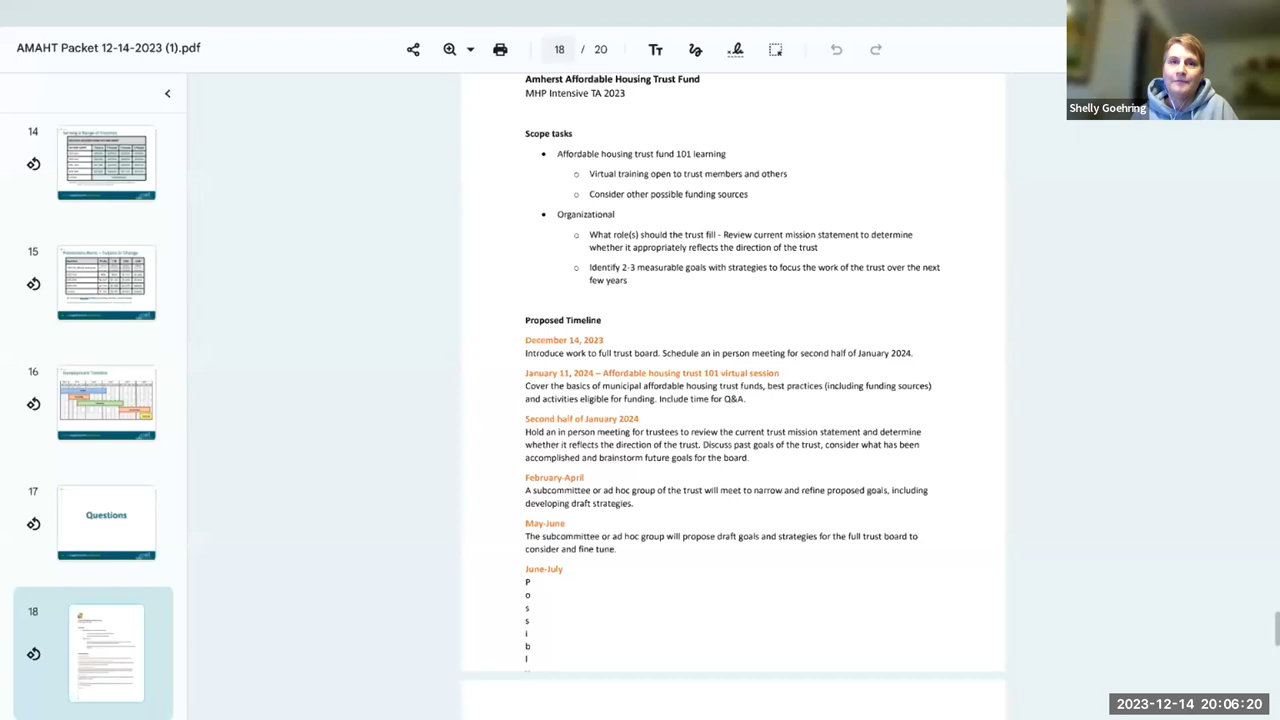 AMAHT Packet 12-14-2023 (1).pdf
18 / 20
Shelly Goehring
14
15
16
17
Questions
18
Amherst Affordable Housing Trust Fund
MHP Intensive TA 2023
Scope tasks
• Affordable housing trust fund 101 learning
o Virtual training open to trust members and others
o Consider other possible funding sources
• Organizational
o What role(s) should the trust fill - Review current mission statement to determine
whether it appropriately reflects the direction of the trust
o Identify 2-3 measurable goals with strategies to focus the work of the trust over the next
few years
Proposed Timeline
December 14, 2023
Introduce work to full trust board. Schedule an in person meeting for second half of January 2024.
January 11, 2024 – Affordable housing trust 101 virtual session
Cover the basics of municipal affordable housing trust funds, best practices (including funding sources)
and activities eligible for funding. Include time for Q&A.
Second half of January 2024
Hold an in person meeting for trustees to review the current trust mission statement and determine
whether it reflects the direction of the trust. Discuss past goals of the trust, consider what has been
accomplished and brainstorm future goals for the board.
February-April
A subcommittee or ad hoc group of the trust will meet to narrow and refine proposed goals, including
developing draft strategies.
May-June
The subcommittee or ad hoc group will propose draft goals and strategies for the full trust board to
consider and fine tune.
June-July
P
o
s
s
i
b
l
2023-12-14 20:06:20